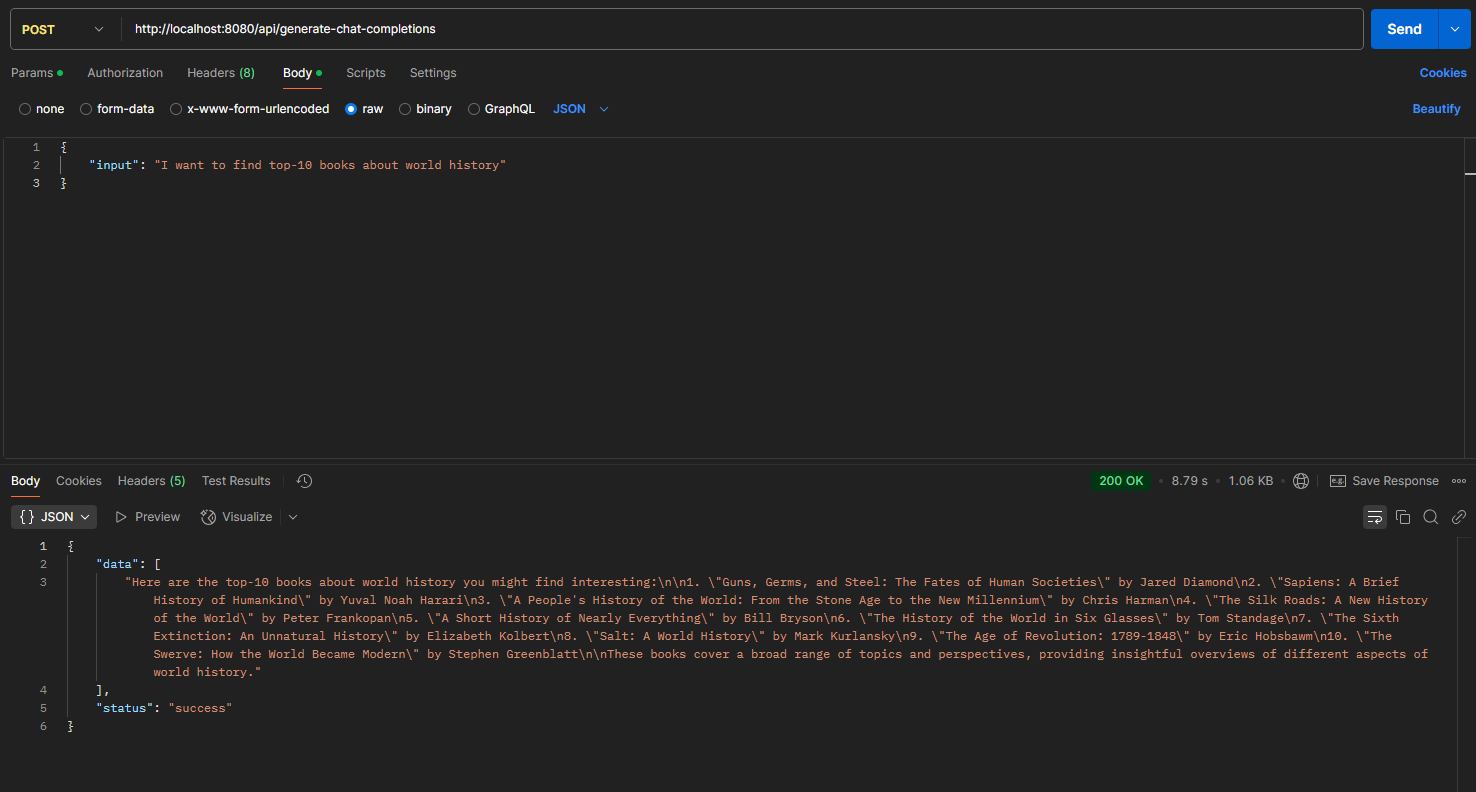 POST http://localhost:8080/api/generate-chat-completions Send
Params Authorization Headers (8) Body Scripts Settings Cookies
none form-data x-www-form-urlencoded raw binary GraphQL JSON Beautify
1 {
2 "input": "I want to find top-10 books about world history"
3 }
Body Cookies Headers (5) Test Results 200 OK 8.79 s 1.06 KB e.g. Save Response
{} JSON Preview Visualize
1 {
2 "data": [
3 "Here are the top-10 books about world history you might find interesting:\n\n1. \"Guns, Germs, and Steel: The Fates of Human Societies\" by Jared Diamond\n2. \"Sapiens: A Brief
History of Humankind\" by Yuval Noah Harari\n3. \"A People's History of the World: From the Stone Age to the New Millennium\" by Chris Harman\n4. \"The Silk Roads: A New History
of the World\" by Peter Frankopan\n5. \"A Short History of Nearly Everything\" by Bill Bryson\n6. \"The History of the World in Six Glasses\" by Tom Standage\n7. \"The Sixth
Extinction: An Unnatural History\" by Elizabeth Kolbert\n8. \"Salt: A World History\" by Mark Kurlansky\n9. \"The Age of Revolution: 1789-1848\" by Eric Hobsbawm\n10. \"The
Swerve: How the World Became Modern\" by Stephen Greenblatt\n\nThese books cover a broad range of topics and perspectives, providing insightful overviews of different aspects of
world history."
4 ],
5 "status": "success"
6 }